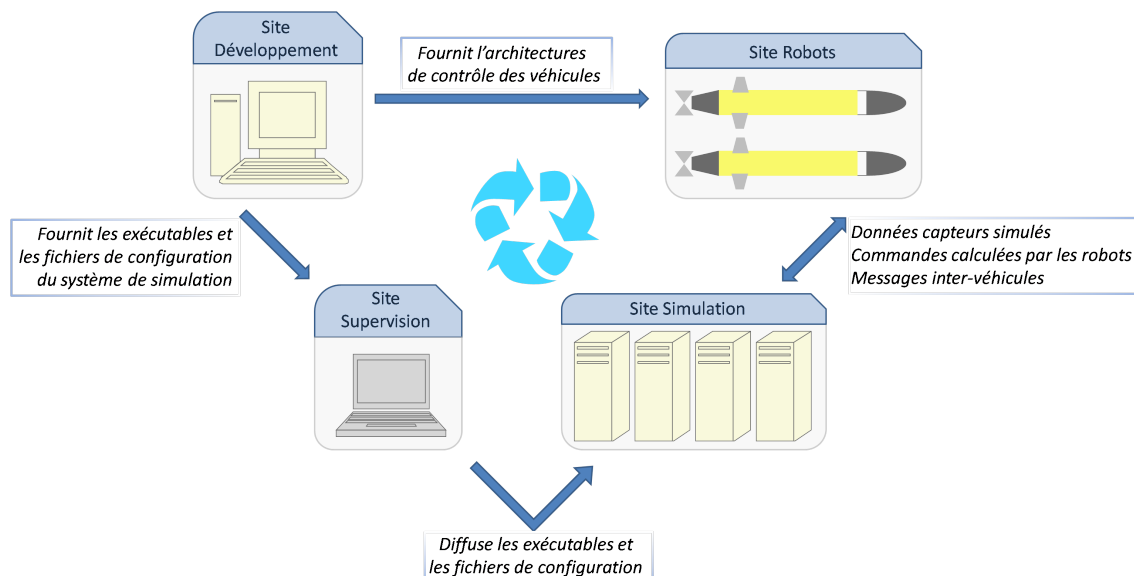 Site
Développement
Fournit l'architectures
de contrôle des véhicules
Site Robots
Fournit les exécutables et
les fichiers de configuration
du système de simulation
Données capteurs simulés
Commandes calculées par les robots
Messages inter-véhicules
Site
Supervision
Site Simulation
Diffuse les exécutables et
les fichiers de configuration